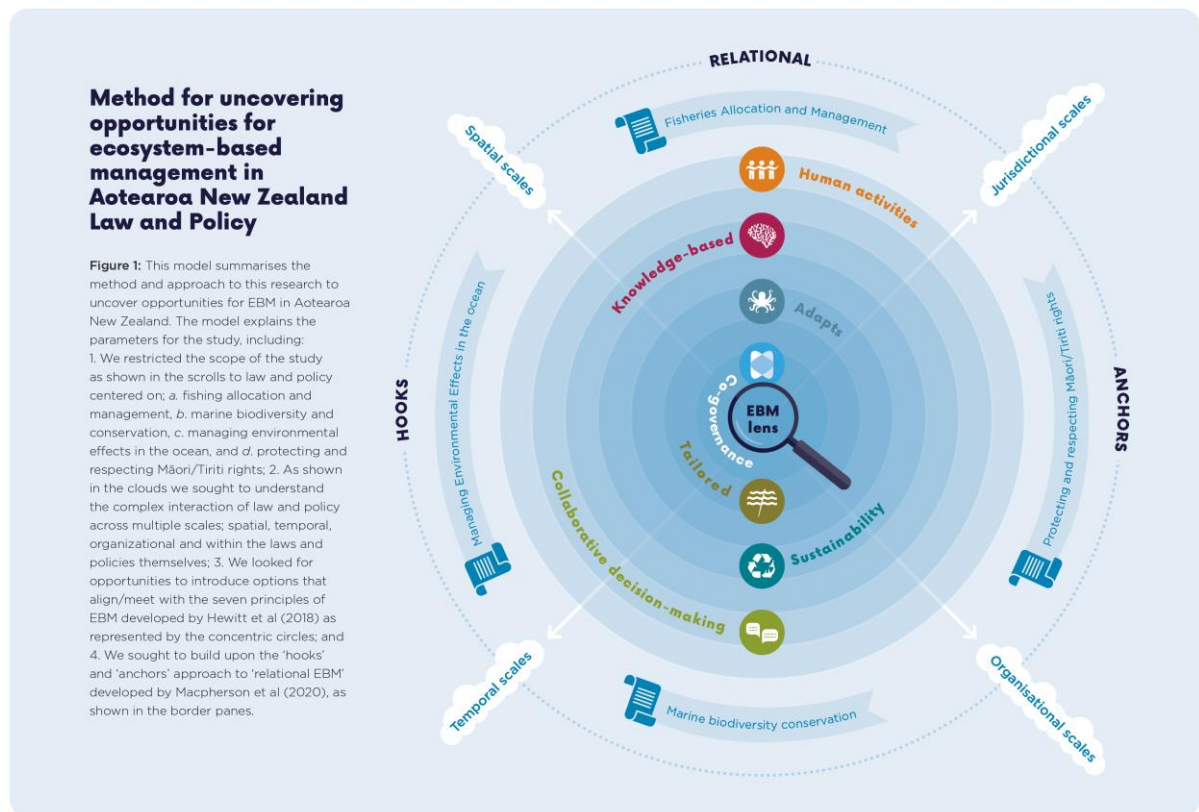 Method for uncovering
opportunities for
ecosystem-based
management in
Aotearoa New Zealand
Law and Policy
Figure 1: This model summarises the
method and approach to this research to
uncover opportunities for EBM in Aotearoa
New Zealand. The model explains the
parameters for the study, including:
1. We restricted the scope of the study
as shown in the scrolls to law and policy
centered on; a. fishing allocation and
management, b. marine biodiversity and
conservation, c. managing environmental
effects in the ocean, and d. protecting and
respecting Māori/Tiriti rights; 2. As shown
in the clouds we sought to understand
the complex interaction of law and policy
across multiple scales; spatial, temporal,
organizational and within the laws and
policies themselves; 3. We looked for
opportunities to introduce options that
align/meet with the seven principles of
EBM developed by Hewitt et al (2018) as
represented by the concentric circles; and
4. We sought to build upon the ‘hooks’
and ‘anchors’ approach to ‘relational EBM’
developed by Macpherson et al (2020), as
shown in the border panes.
RELATIONAL
Fisheries Allocation and Management
Spatial scales
Jurisdictional scales
Human activities
Knowledge-based
Adapts
Co-governance
EBM
lens
HOOKS
Managing Environmental Effects in the ocean
Protecting and respecting Māori/Tiriti rights
ANCHORS
Tailored
Sustainability
Collaborative decision-making
Temporal scales
Organisational scales
Marine biodiversity conservation